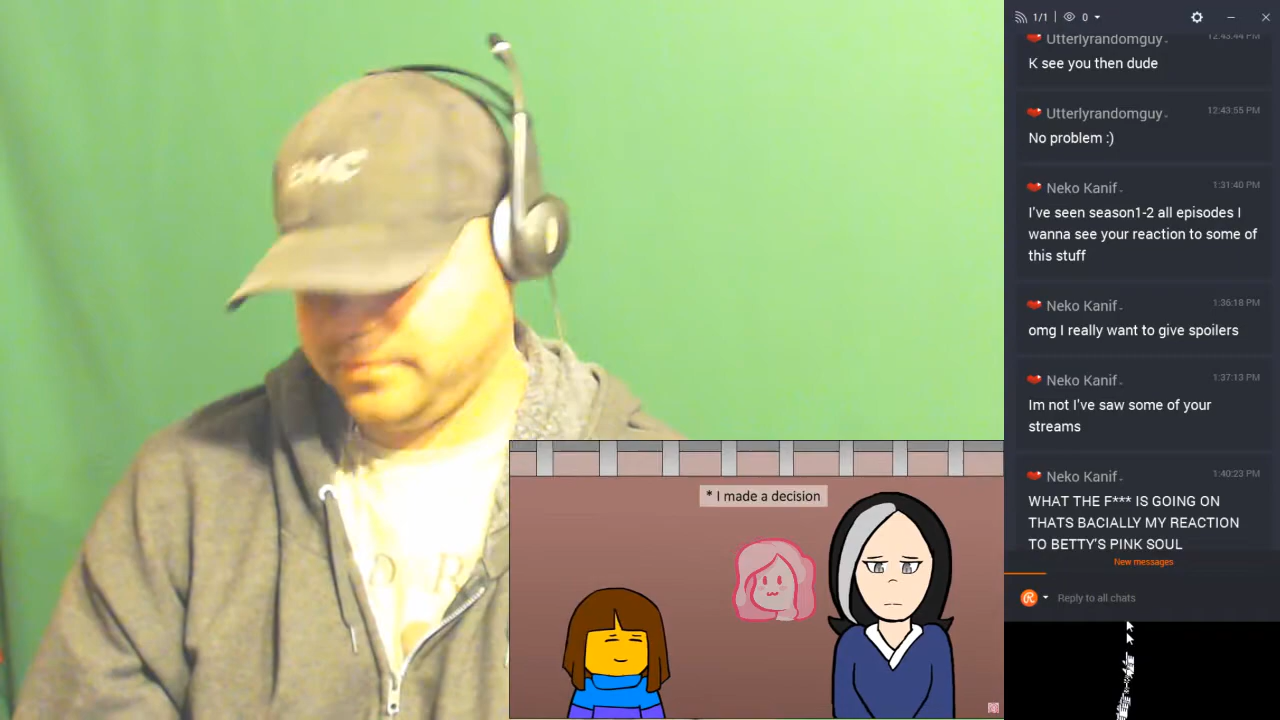 GMC
D R
* I made a decision
1/1
0
Utterlyrandomguy
12:43:44 PM
K see you then dude
Utterlyrandomguy
12:43:55 PM
No problem :)
Neko Kanif
1:31:40 PM
I've seen season1-2 all episodes I
wanna see your reaction to some of
this stuff
Neko Kanif
1:36:18 PM
omg I really want to give spoilers
Neko Kanif
1:37:13 PM
Im not I've saw some of your
streams
Neko Kanif
1:40:23 PM
WHAT THE F*** IS GOING ON
THATS BACIALLY MY REACTION
TO BETTY'S PINK SOUL
New messages
Reply to all chats